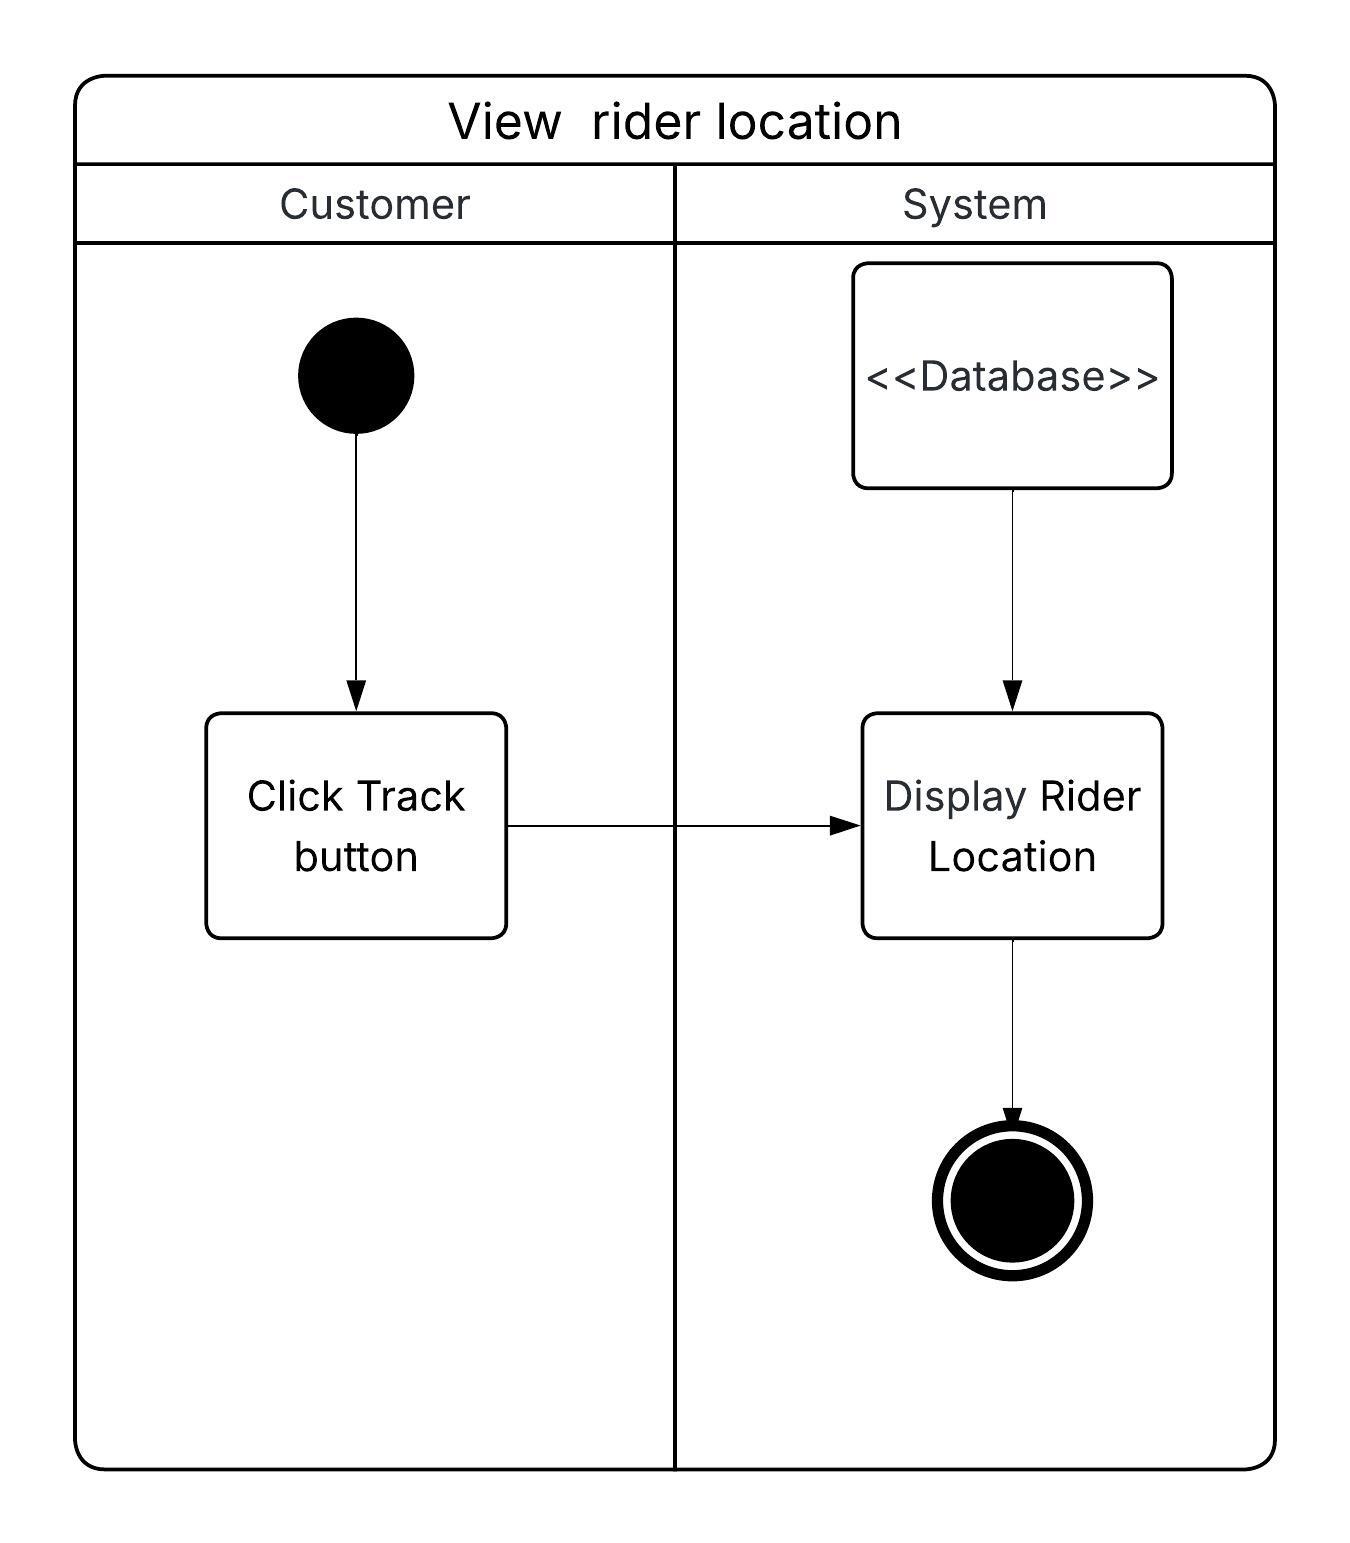 View  rider location
Customer
System
<<Database>>
Click Track
button
Display Rider
Location